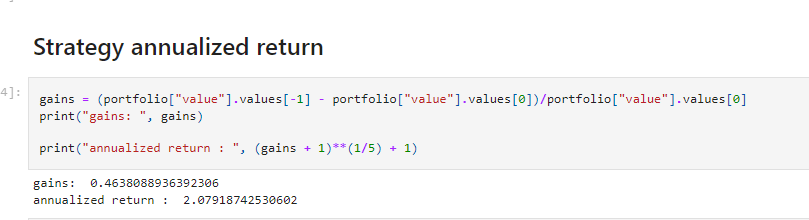 Strategy annualized return
4]:
gains = (portfolio["value"].values[-1] - portfolio["value"].values[0])/portfolio["value"].values[0]
print("gains: ", gains)
print("annualized return : ", (gains + 1)**(1/5) + 1)
gains:  0.4638088936392306
annualized return :  2.07918742530602